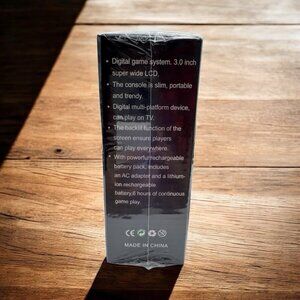 • Digital game system. 3.0 inch
super wide LCD.
• The console is slim, portable
and trendy.
• Digital multi-platform device,
can play on TV.
• The backlit function of the
screen ensure players
can play everywhere.
• With powerful rechargeable
battery pack, includes
an AC adapter and a lithium-
ion rechargeable
battery,6 hours of continuous
game play.
CE
MADE IN CHINA